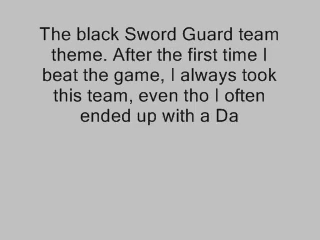 The black Sword Guard team
theme. After the first time I
beat the game, I always took
this team, even tho I often
ended up with a Da